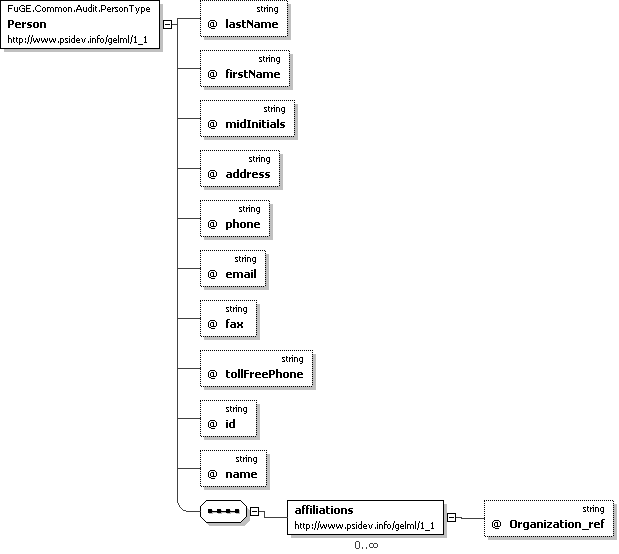 FuGE.Common.Audit.PersonType
Person
http://www.psidev.info/gelml/1_1
string
@ lastName
string
@ firstName
string
@ midInitials
string
@ address
string
@ phone
string
@ email
string
@ fax
string
@ tollFreePhone
string
@ id
string
@ name
affiliations
http://www.psidev.info/gelml/1_1
0..∞
string
@ Organization_ref